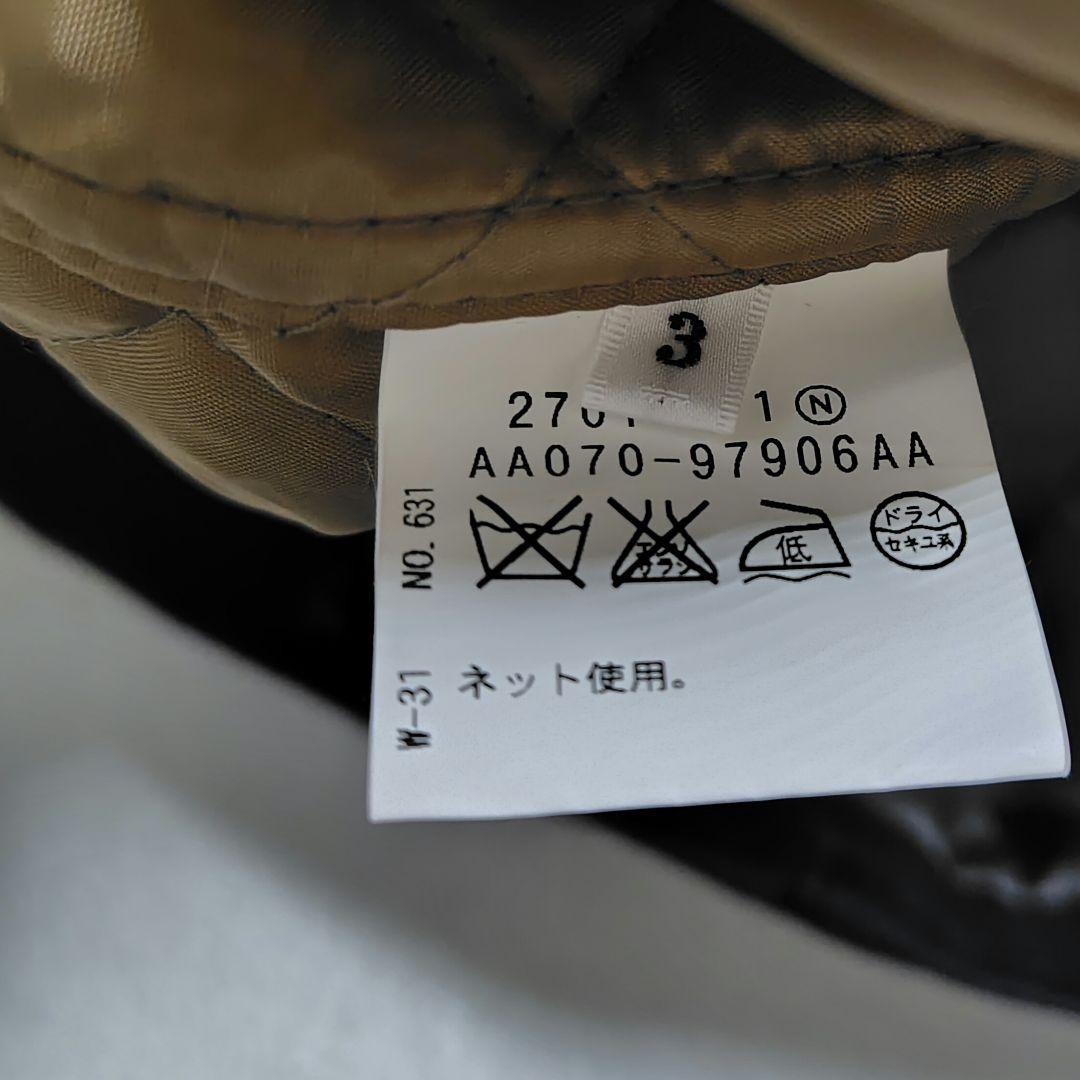 3
1 Ⓝ
AA070-97906AA
NO. 631
低
ドライ
セキユ系
W-31
ネット使用。